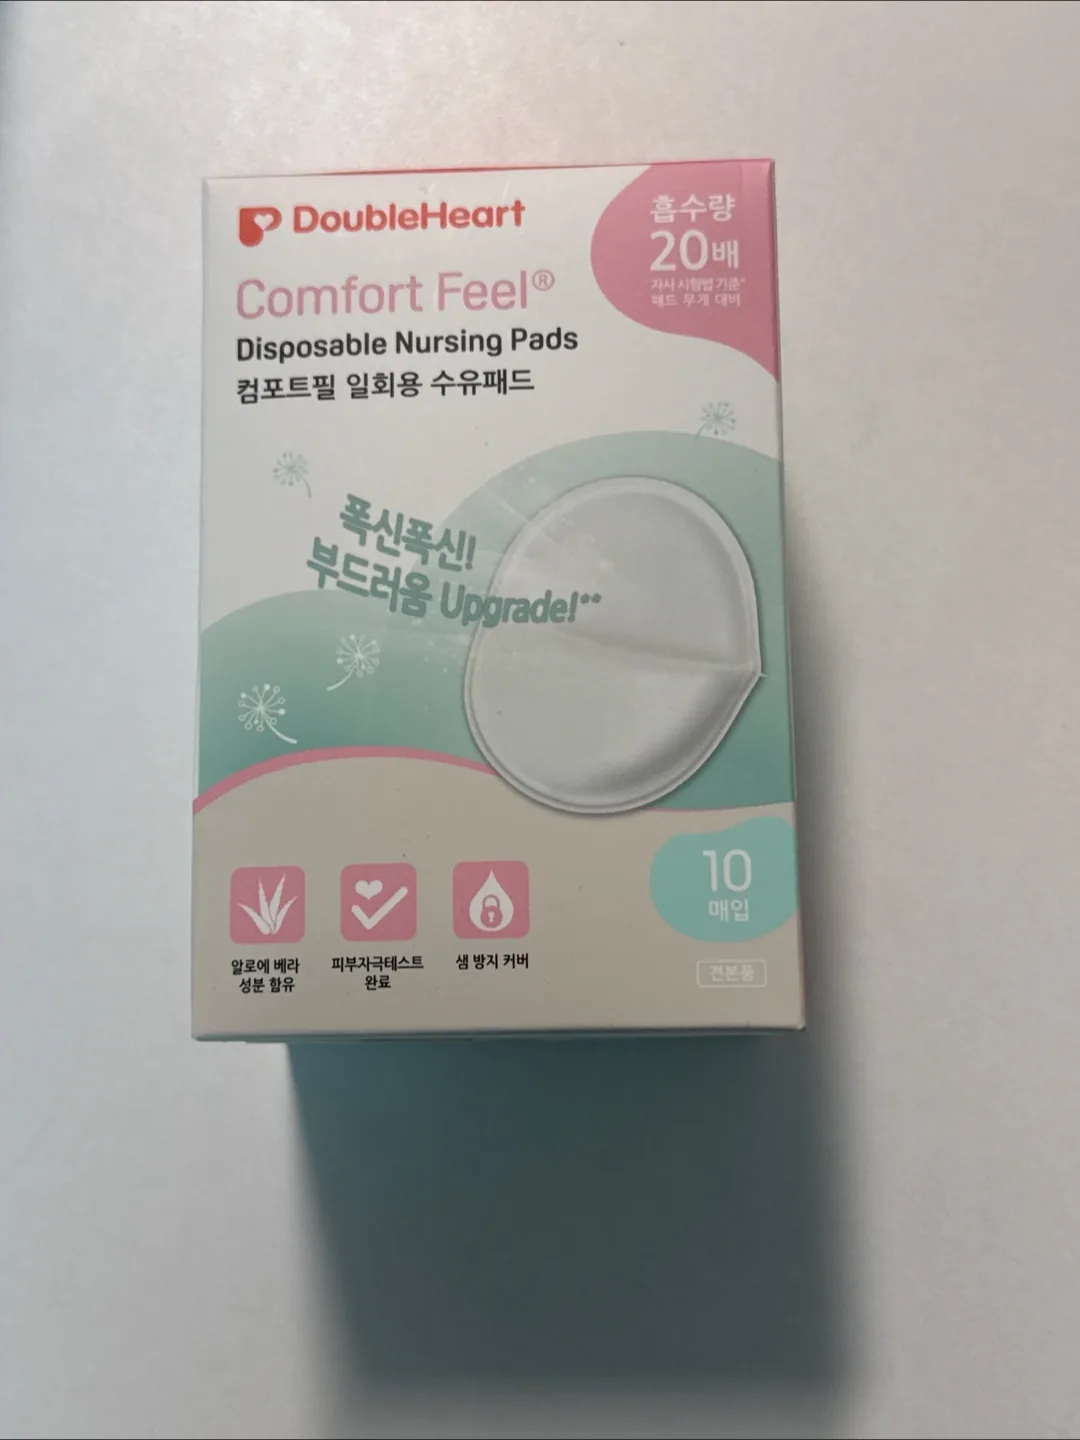 DoubleHeart
Comfort Feel®
Disposable Nursing Pads
컴포트필 일회용 수유패드
흡수량
20배
자사 시험법 기준*
패드 무게 대비
폭신폭신!
부드러움 Upgrade!**
알로에 베라
성분 함유
피부자극테스트
완료
샘 방지 커버
10
매입
견본품